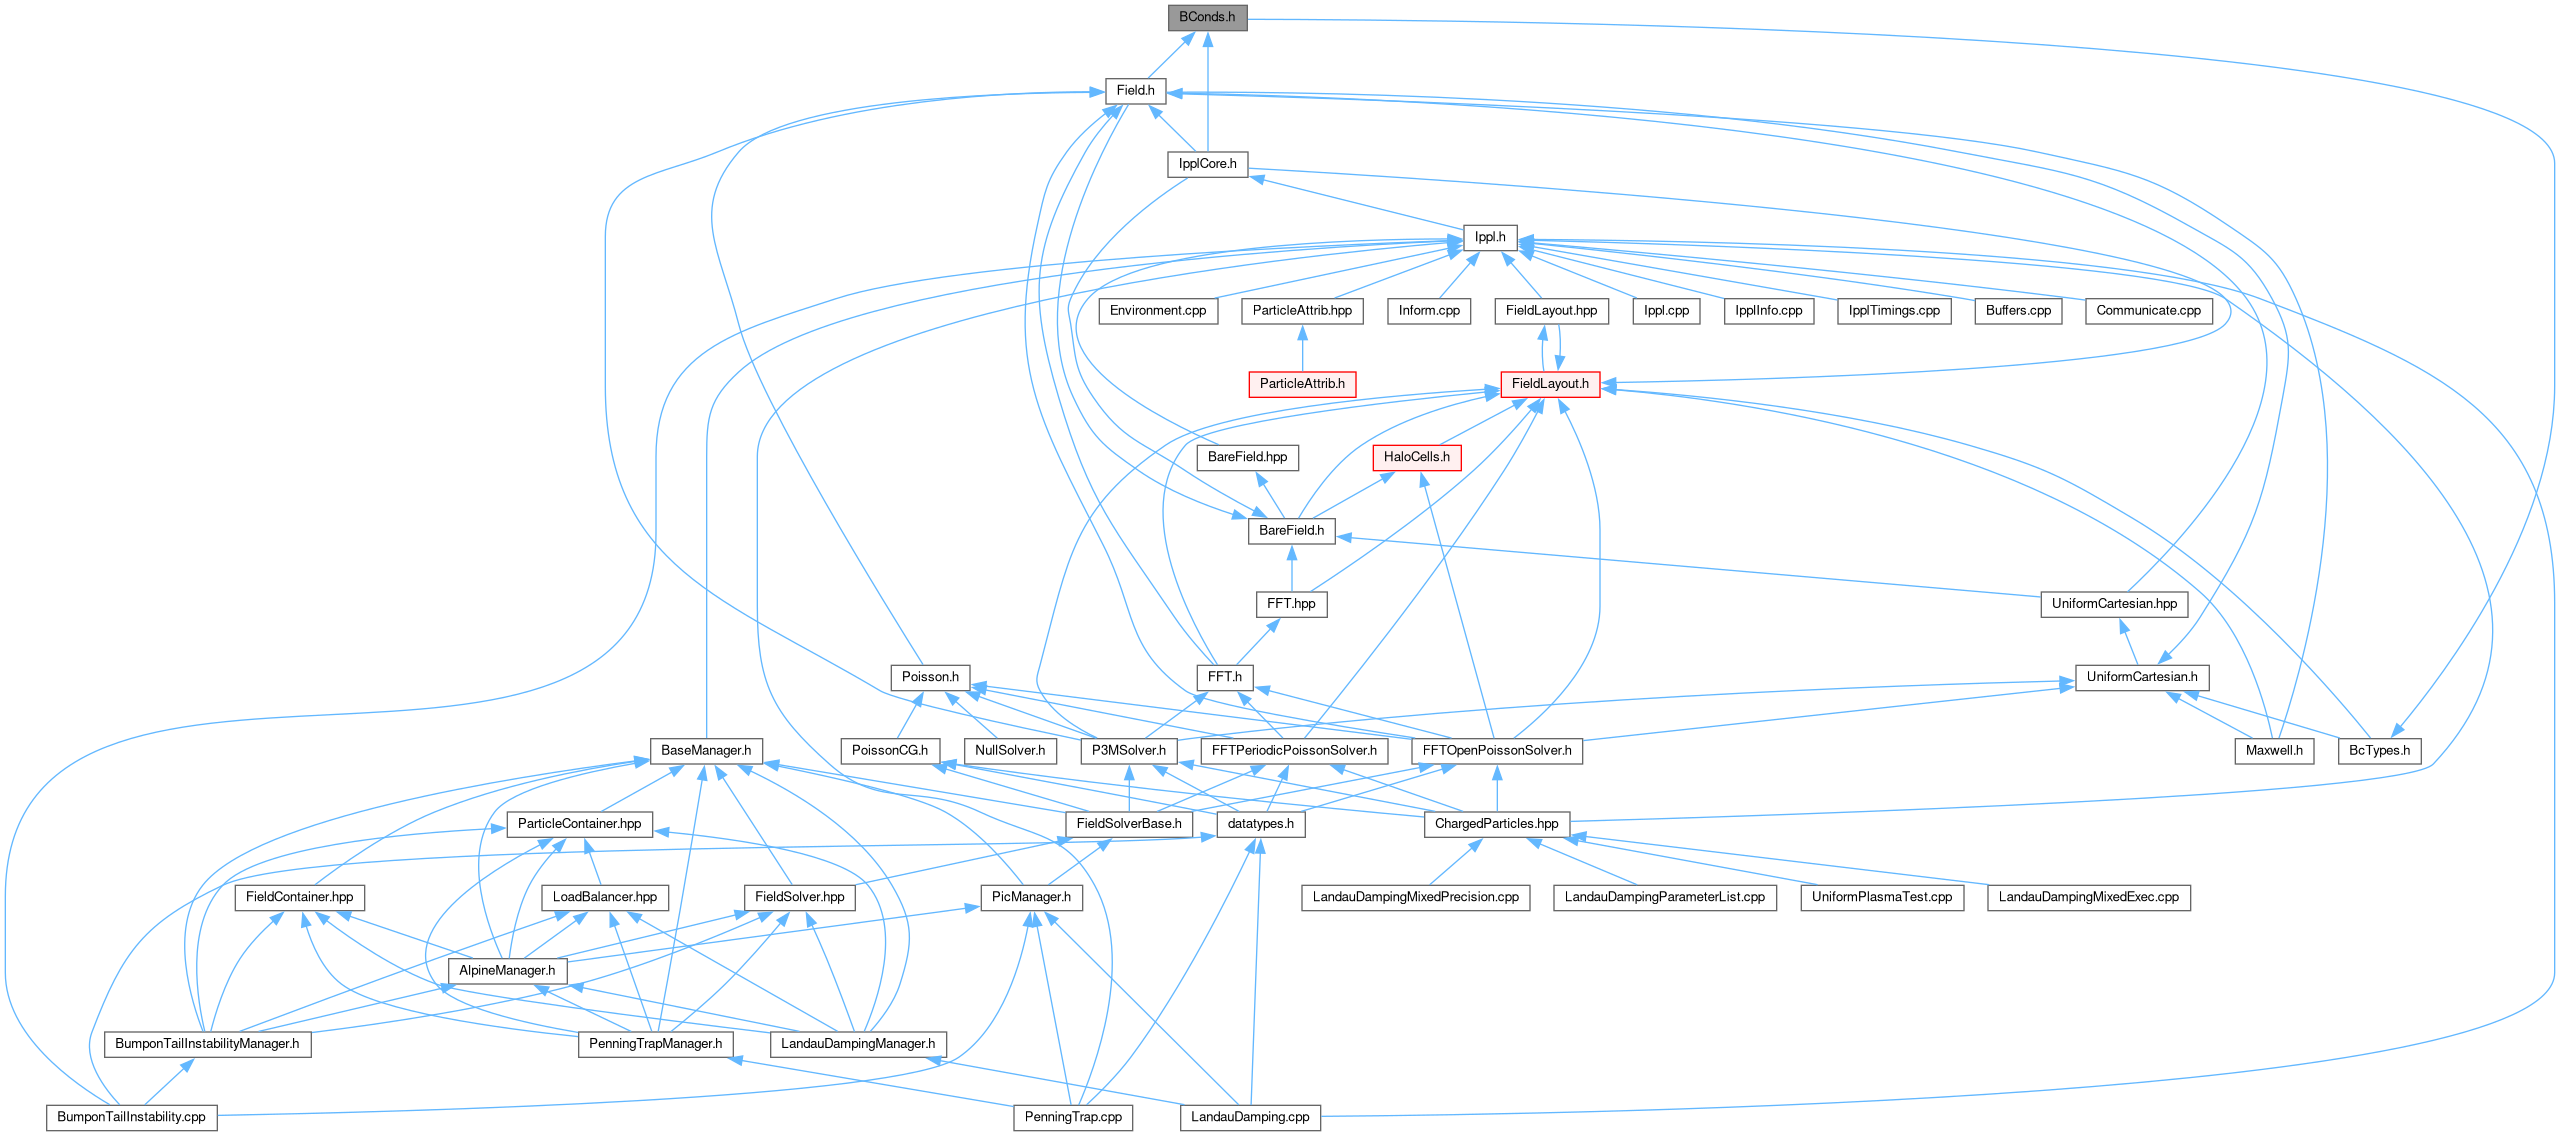 BConds.h
Field.h
IpplCore.h
Ippl.h
Environment.cpp
ParticleAttrib.hpp
Inform.cpp
FieldLayout.hpp
Ippl.cpp
IpplInfo.cpp
IpplTimings.cpp
Buffers.cpp
Communicate.cpp
ParticleAttrib.h
FieldLayout.h
BareField.hpp
HaloCells.h
BareField.h
FFT.hpp
UniformCartesian.hpp
Poisson.h
FFT.h
UniformCartesian.h
BaseManager.h
PoissonCG.h
NullSolver.h
P3MSolver.h
FFTPeriodicPoissonSolver.h
FFTOpenPoissonSolver.h
Maxwell.h
BcTypes.h
ParticleContainer.hpp
FieldSolverBase.h
datatypes.h
ChargedParticles.hpp
FieldContainer.hpp
LoadBalancer.hpp
FieldSolver.hpp
PicManager.h
LandauDampingMixedPrecision.cpp
LandauDampingParameterList.cpp
UniformPlasmaTest.cpp
LandauDampingMixedExec.cpp
AlpineManager.h
BumponTailInstabilityManager.h
PenningTrapManager.h
LandauDampingManager.h
BumponTailInstability.cpp
PenningTrap.cpp
LandauDamping.cpp